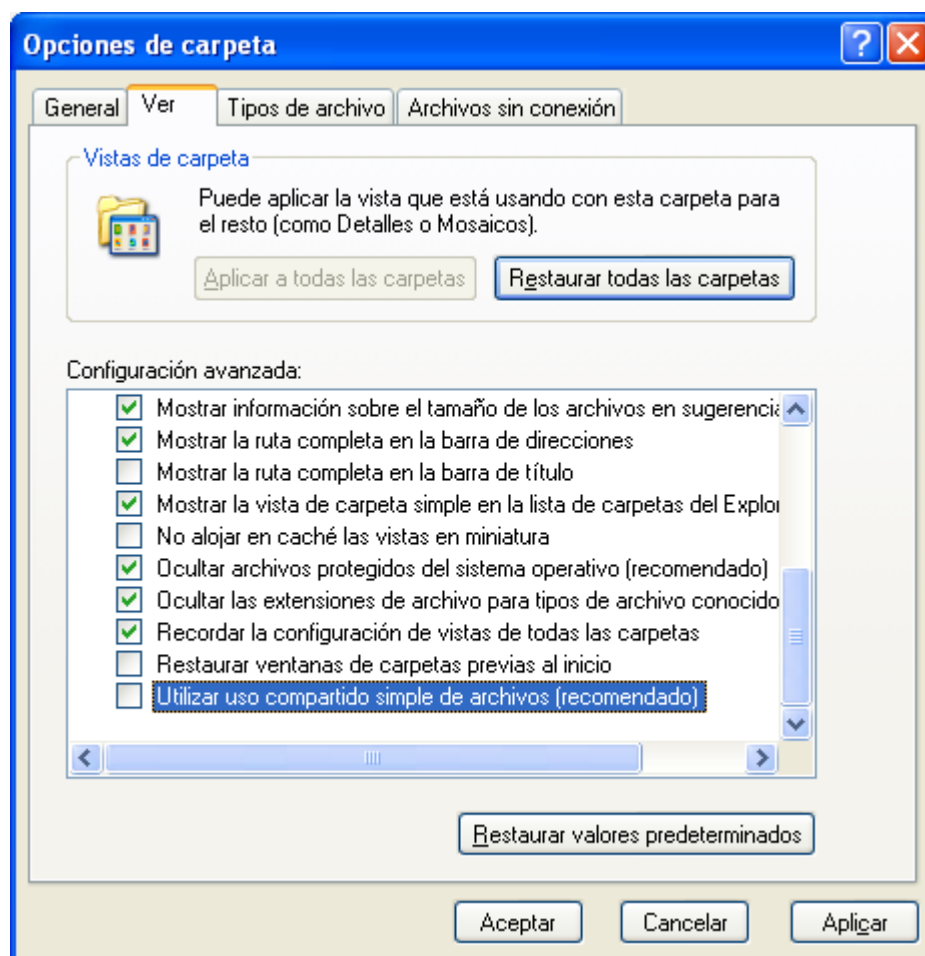 Opciones de carpeta
General Ver Tipos de archivo Archivos sin conexión
Vistas de carpeta
Puede aplicar la vista que está usando con esta carpeta para
el resto (como Detalles o Mosaicos).
Aplicar a todas las carpetas Restaurar todas las carpetas
Configuración avanzada:
Mostrar información sobre el tamaño de los archivos en sugerencia
Mostrar la ruta completa en la barra de direcciones
Mostrar la ruta completa en la barra de título
Mostrar la vista de carpeta simple en la lista de carpetas del Explor
No alojar en caché las vistas en miniatura
Ocultar archivos protegidos del sistema operativo (recomendado)
Ocultar las extensiones de archivo para tipos de archivo conocido
Recordar la configuración de vistas de todas las carpetas
Restaurar ventanas de carpetas previas al inicio
Utilizar uso compartido simple de archivos (recomendado)
Restaurar valores predeterminados
Aceptar Cancelar Aplicar